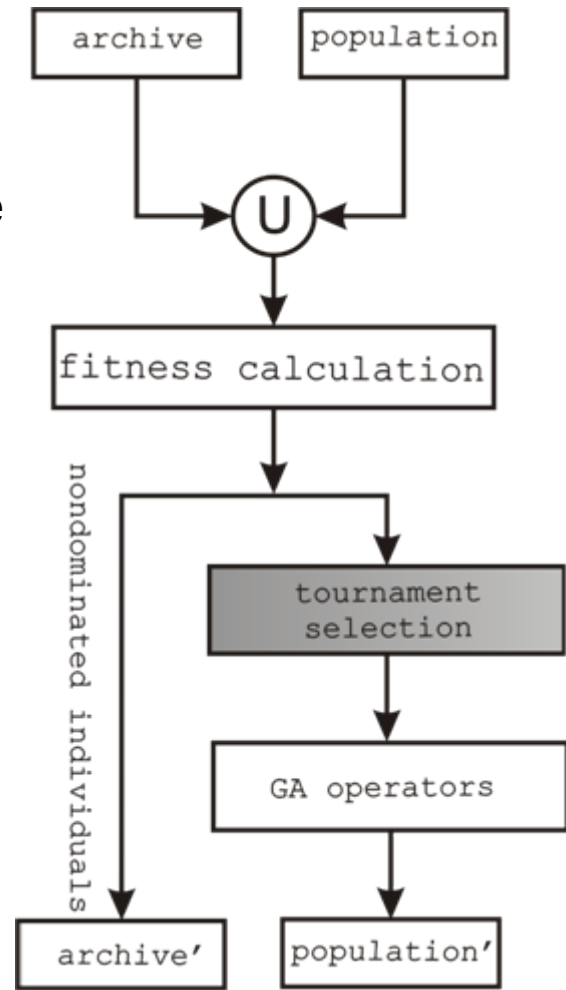 archive
population
e
U
fitness calculation
nondominated individuals
tournament
selection
GA operators
archive’
population’